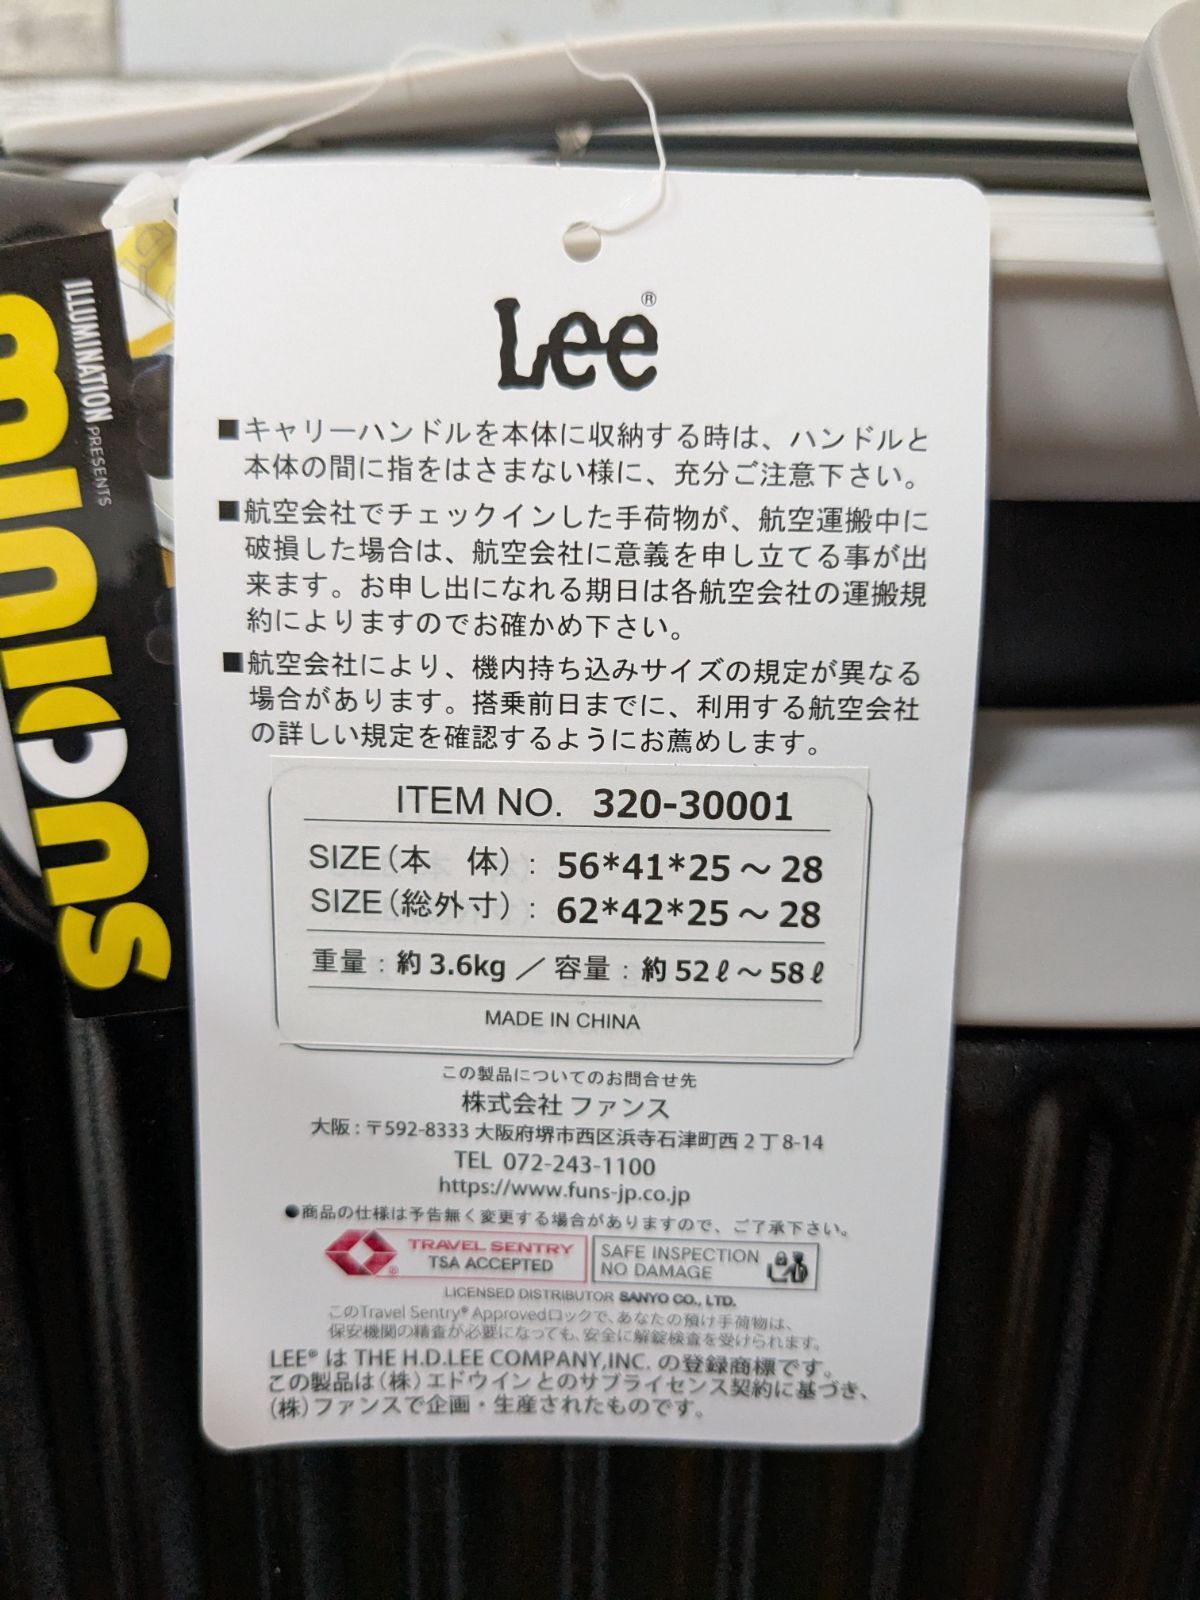 Lee®
■キャリーハンドルを本体に収納する時は、ハンドルと
本体の間に指をはさまない様に、充分ご注意下さい。
■航空会社でチェックインした手荷物が、航空運搬中に
破損した場合は、航空会社に意義を申し立てる事が出
来ます。お申し出になれる期日は各航空会社の運搬規
約によりますのでお確かめ下さい。
■航空会社により、機内持ち込みサイズの規定が異なる
場合があります。搭乗前日までに、利用する航空会社
の詳しい規定を確認するようにお薦めします。
ITEM NO. 320-30001
SIZE(本 体): 56*41*25～28
SIZE(総外寸): 62*42*25～28
重量：約3.6kg／容量：約52ℓ～58ℓ
MADE IN CHINA
この製品についてのお問合せ先
株式会社 ファンス
大阪：〒592-8333 大阪府堺市西区浜寺石津町西2丁8-14
TEL 072-243-1100
https://www.funs-jp.co.jp
●商品の仕様は予告無く変更する場合がありますので、ご了承下さい。
TRAVEL SENTRY®
TSA ACCEPTED
SAFE INSPECTION
NO DAMAGE
LICENSED DISTRIBUTOR SANYO CO., LTD.
このTravel Sentry® Approvedロックで、あなたの預け手荷物は、
保安機関の精査が必要になっても、安全に解錠検査を受けられます。
LEE® は THE H.D.LEE COMPANY,INC. の登録商標です。
この製品は(株)エドウインとのサブライセンス契約に基づき、
(株)ファンスで企画・生産されたものです。
ILLUMINATION PRESENTS
minions